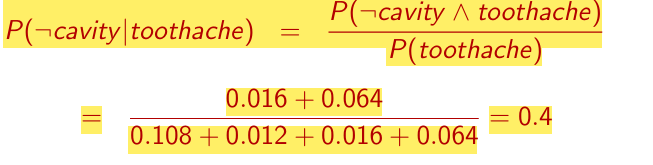 P(¬cavity|toothache) = P(¬cavity ∧ toothache) / P(toothache)
= 0.016 + 0.064 / 0.108 + 0.012 + 0.016 + 0.064 = 0.4